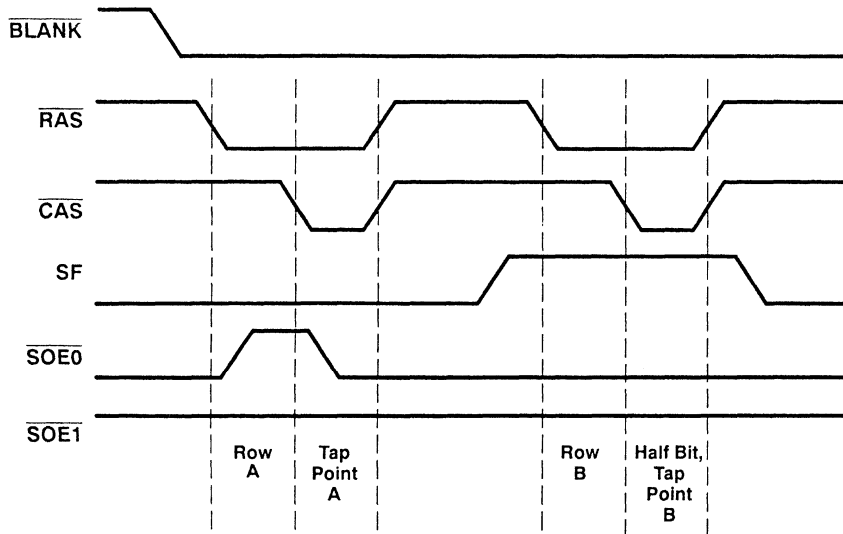 BLANK
RAS
CAS
SF
SOE0
SOE1
Row
A
Tap
Point
A
Row
B
Half Bit,
Tap
Point
B